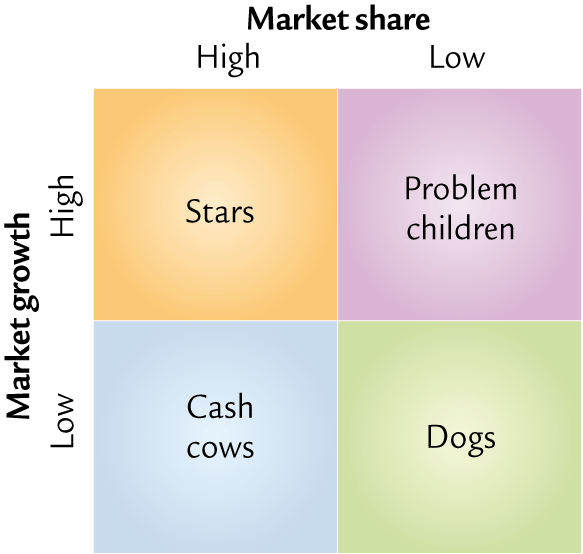 Market share
High
Low
Market growth
High
Stars
Problem
children
Low
Cash
cows
Dogs